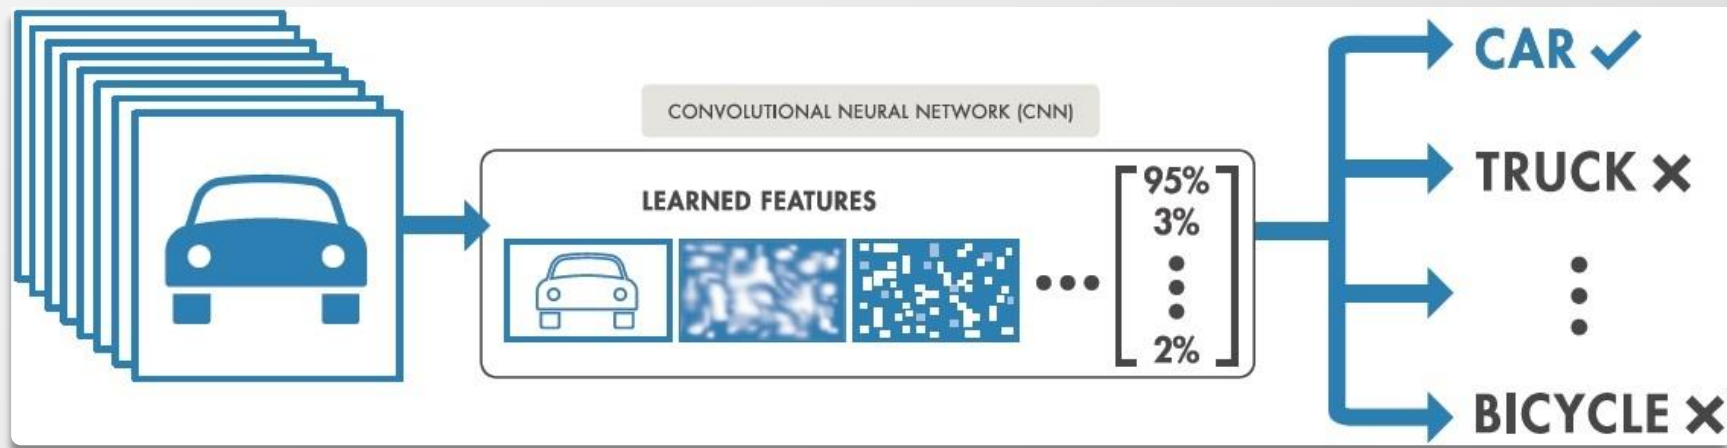 CONVOLUTIONAL NEURAL NETWORK (CNN)
LEARNED FEATURES
95%
3%
2%
CAR
TRUCK
BICYCLE